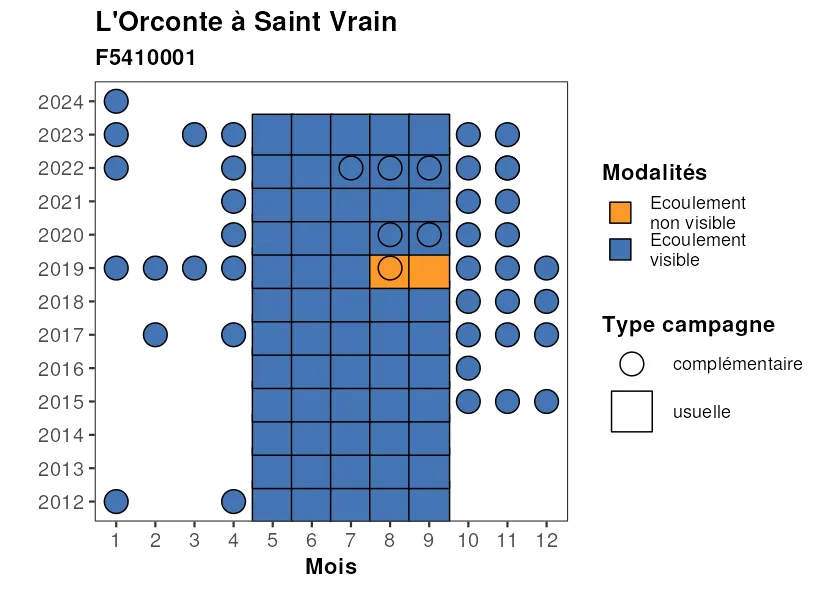 L'Orconte à Saint Vrain
F5410001
2024
2023
2022
2021
2020
2019
2018
2017
2016
2015
2014
2013
2012
1 2 3 4 5 6 7 8 9 10 11 12
Mois
Modalités
Ecoulement
non visible
Ecoulement
visible
Type campagne
complémentaire
usuelle